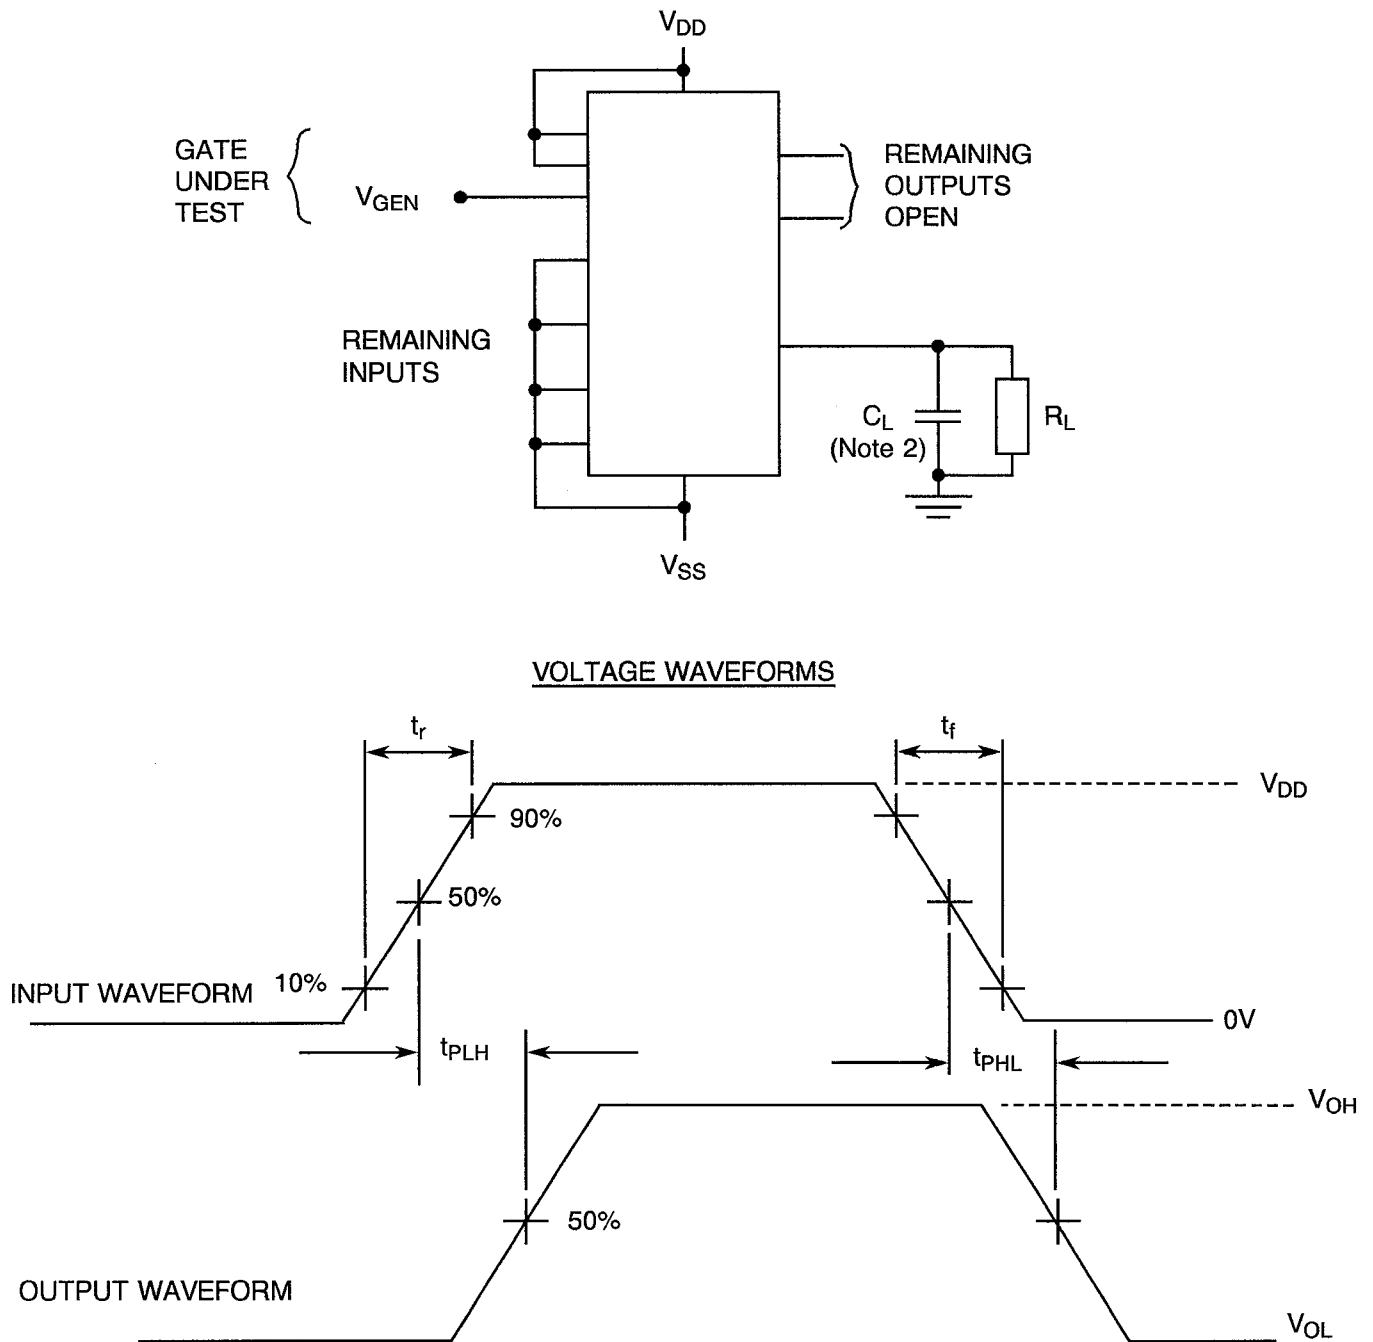 VDD
GATE
UNDER
TEST
VGEN
REMAINING
OUTPUTS
OPEN
REMAINING
INPUTS
CL
(Note 2)
RL
VSS
VOLTAGE WAVEFORMS
tr
tf
VDD
90%
50%
10%
INPUT WAVEFORM
0V
tPLH
tPHL
VOH
50%
OUTPUT WAVEFORM
VOL